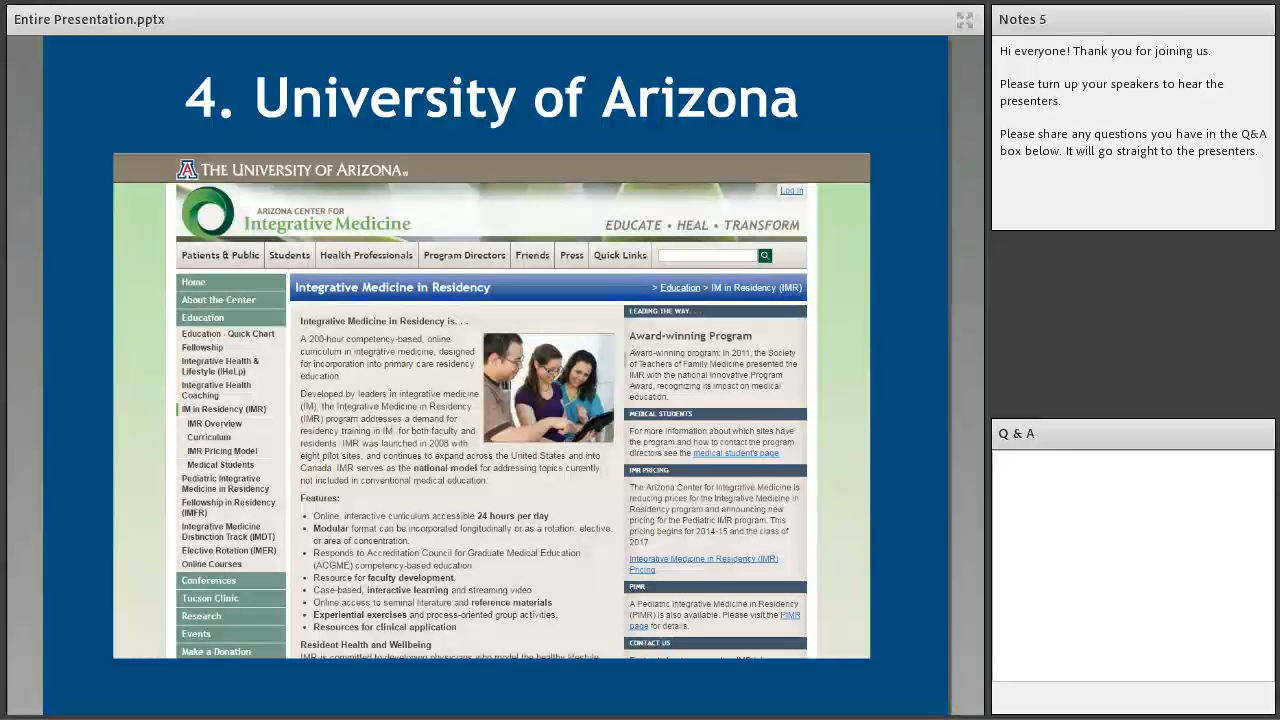 Entire Presentation.pptx
4. University of Arizona
A THE UNIVERSITY OF ARIZONA®
Log in
ARIZONA CENTER FOR
Integrative Medicine
EDUCATE • HEAL • TRANSFORM
Patients & Public
Students
Health Professionals
Program Directors
Friends
Press
Quick Links
Home
About the Center
Education
Education - Quick Chart
Fellowship
Integrative Health &
Lifestyle (IHeLp)
Integrative Health
Coaching
IM in Residency (IMR)
IMR Overview
Curriculum
IMR Pricing Model
Medical Students
Pediatric Integrative
Medicine in Residency
Fellowship in Residency
(IMFR)
Integrative Medicine
Distinction Track (IMDT)
Elective Rotation (IMER)
Online Courses
Conferences
Tucson Clinic
Research
Events
Make a Donation
Integrative Medicine in Residency
> Education > IM in Residency (IMR)
Integrative Medicine in Residency is. . .
A 200-hour competency-based, online
curriculum in integrative medicine, designed
for incorporation into primary care residency
education.
Developed by leaders in integrative medicine
(IM), the Integrative Medicine in Residency
(IMR) program addresses a demand for
residency training in IM, for both faculty and
residents. IMR was launched in 2008 with
eight pilot sites, and continues to expand across the United States and into
Canada. IMR serves as the national model for addressing topics currently
not included in conventional medical education.
Features:
• Online, interactive curriculum accessible 24 hours per day
• Modular format can be incorporated longitudinally or as a rotation, elective,
or area of concentration.
• Responds to Accreditation Council for Graduate Medical Education
(ACGME) competency-based education
• Resource for faculty development.
• Case-based, interactive learning and streaming video
• Online access to seminal literature and reference materials
• Experiential exercises and process-oriented group activities.
• Resources for clinical application
Resident Health and Wellbeing
IMR is committed to developing physicians who model the healthy lifestyle
LEADING THE WAY. . .
Award-winning Program
Award-winning program: In 2011, the Society
of Teachers of Family Medicine presented the
IMR with the national Innovative Program
Award, recognizing its impact on medical
education.
MEDICAL STUDENTS
For more information about which sites have
the program and how to contact the program
directors see the medical student's page.
IMR PRICING
The Arizona Center for Integrative Medicine is
reducing prices for the Integrative Medicine in
Residency program and announcing new
pricing for the Pediatric IMR program. This
pricing begins for 2014-15 and the class of
2017
Integrative Medicine in Residency (IMR)
Pricing
PIMR
A Pediatric Integrative Medicine in Residency
(PIMR) is also available. Please visit the PIMR
page for details.
CONTACT US
Notes 5
Hi everyone! Thank you for joining us.
Please turn up your speakers to hear the
presenters.
Please share any questions you have in the Q&A
box below. It will go straight to the presenters.
Q & A